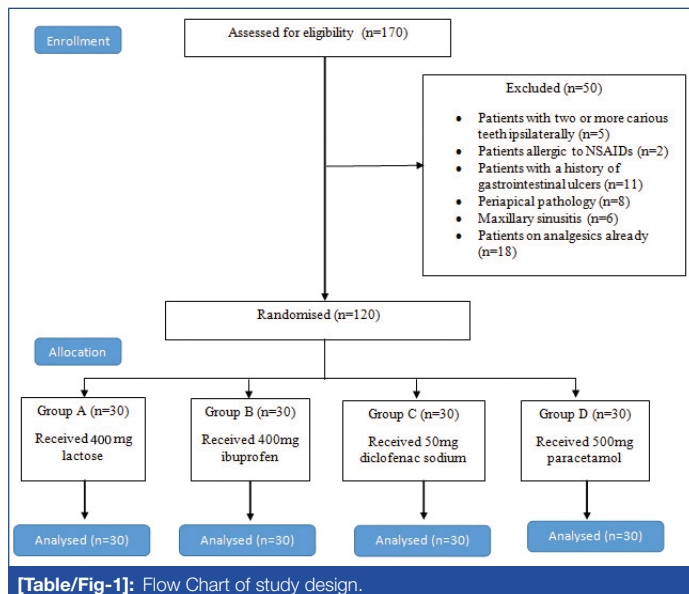 Enrollment
Assessed for eligibility (n=170)
Excluded (n=50)
• Patients with two or more carious
teeth ipsilaterally (n=5)
• Patients allergic to NSAIDs (n=2)
• Patients with a history of
gastrointestinal ulcers (n=11)
• Periapical pathology (n=8)
• Maxillary sinusitis (n=6)
• Patients on analgesics already
(n=18)
Randomised (n=120)
Allocation
Group A (n=30)
Received 400 mg
lactose
Group B (n=30)
Received 400mg
ibuprofen
Group C (n=30)
Received 50mg
diclofenac sodium
Group D (n=30)
Received 500mg
paracetamol
Analysed (n=30)
Analysed (n=30)
Analysed (n=30)
Analysed (n=30)
[Table/Fig-1]: Flow Chart of study design.